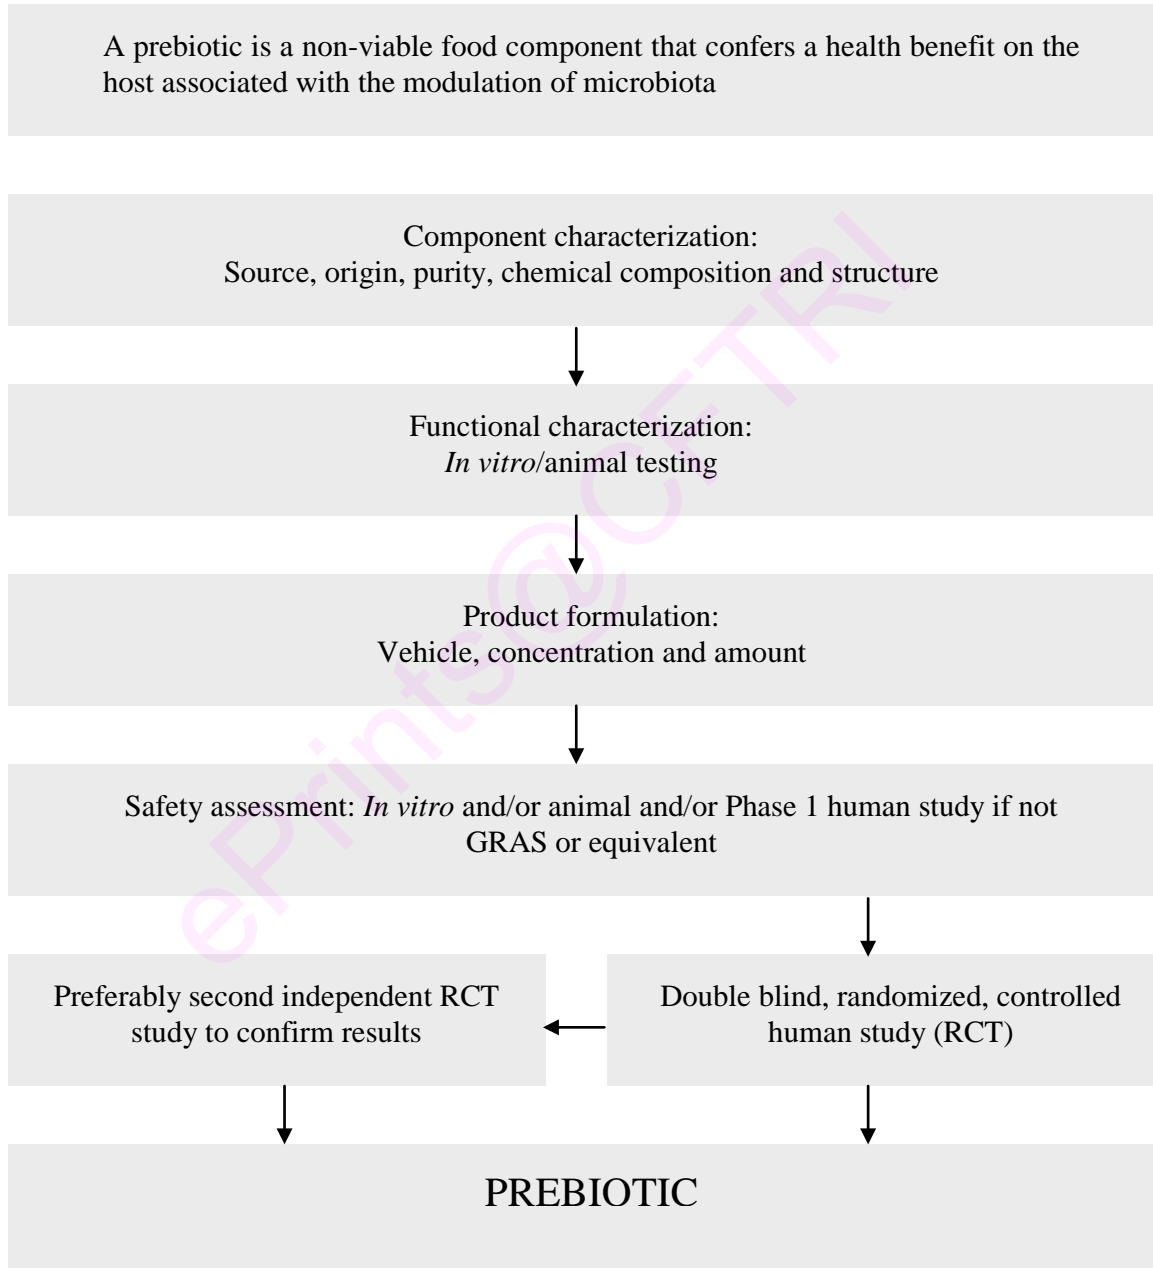 A prebiotic is a non-viable food component that confers a health benefit on the
host associated with the modulation of microbiota
Component characterization:
Source, origin, purity, chemical composition and structure
Functional characterization:
In vitro/animal testing
Product formulation:
Vehicle, concentration and amount
Safety assessment: In vitro and/or animal and/or Phase 1 human study if not
GRAS or equivalent
Preferably second independent RCT
study to confirm results
Double blind, randomized, controlled
human study (RCT)
PREBIOTIC
ePrints@CFTRI